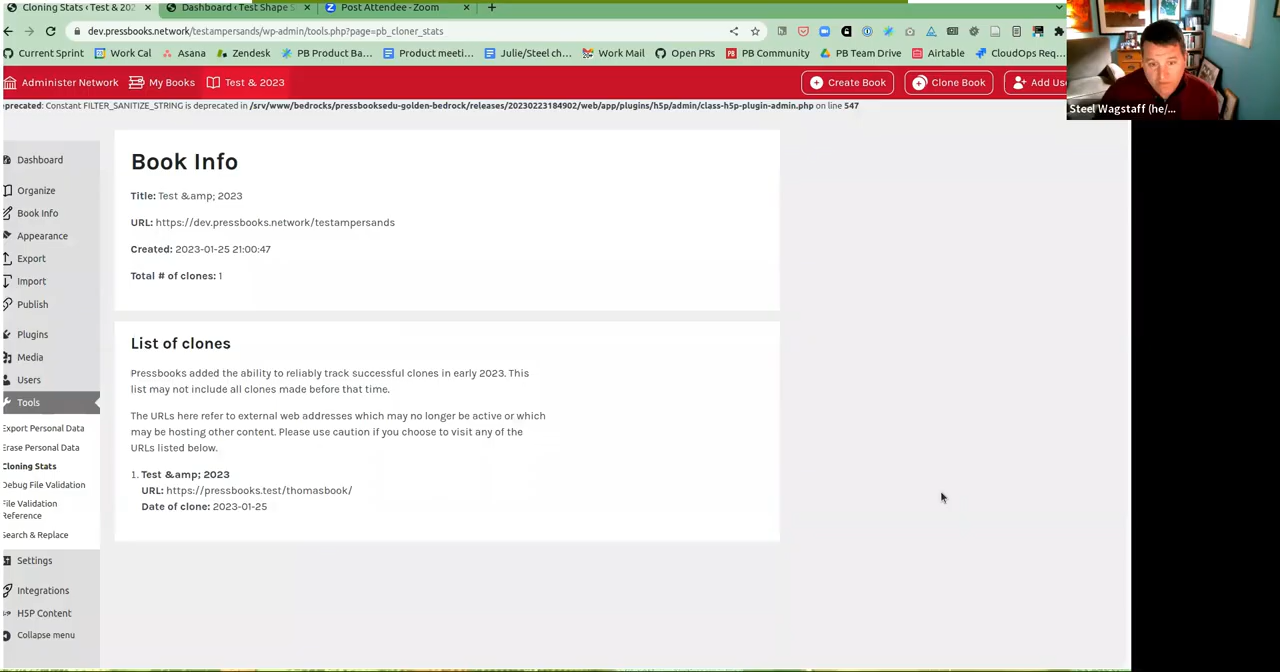 Cloning Stats ‹ Test & 202
Dashboard ‹ Test Shape S
Post Attendee - Zoom
dev.pressbooks.network/testampersands/wp-admin/tools.php?page=pb_cloner_stats
Current Sprint
Work Cal
Asana
Zendesk
PB Product Ba...
Product meeti...
Julie/Steel ch...
Work Mail
Open PRs
PB Community
PB Team Drive
Airtable
CloudOps Req...
Steel Wagstaff (he/...
Administer Network
My Books
Test & 2023
Create Book
Clone Book
Add Us
precated: Constant FILTER_SANITIZE_STRING is deprecated in /srv/www/bedrocks/pressbooksedu-golden-bedrock/releases/20230223184902/web/app/plugins/h5p/admin/class-h5p-plugin-admin.php on line 547
Dashboard
Organize
Book Info
Appearance
Export
Import
Publish
Plugins
Media
Users
Tools
Export Personal Data
Erase Personal Data
Cloning Stats
Debug File Validation
File Validation
Reference
Search & Replace
Settings
Integrations
H5P Content
Collapse menu
Book Info
Title: Test &amp; 2023
URL: https://dev.pressbooks.network/testampersands
Created: 2023-01-25 21:00:47
Total # of clones: 1
List of clones
Pressbooks added the ability to reliably track successful clones in early 2023. This
list may not include all clones made before that time.
The URLs here refer to external web addresses which may no longer be active or which
may be hosting other content. Please use caution if you choose to visit any of the
URLs listed below.
1. Test &amp; 2023
URL: https://pressbooks.test/thomasbook/
Date of clone: 2023-01-25